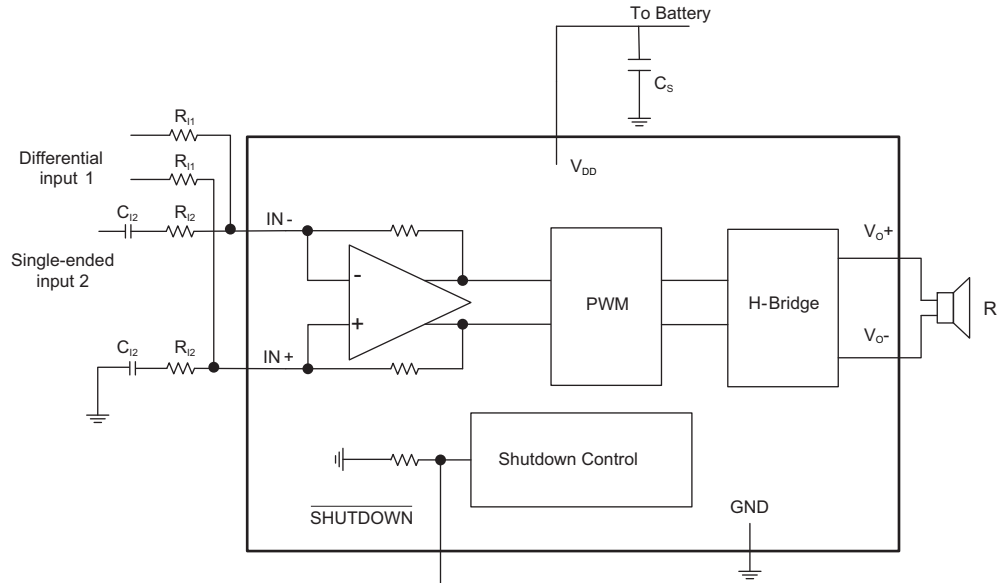 To Battery
C_S
R_I1
Differential
input 1
R_I1
V_DD
C_I2
R_I2
IN -
V_O+
Single-ended
input 2
-
PWM
H-Bridge
R
+
V_O-
C_I2
R_I2
IN +
Shutdown Control
SHUTDOWN
GND